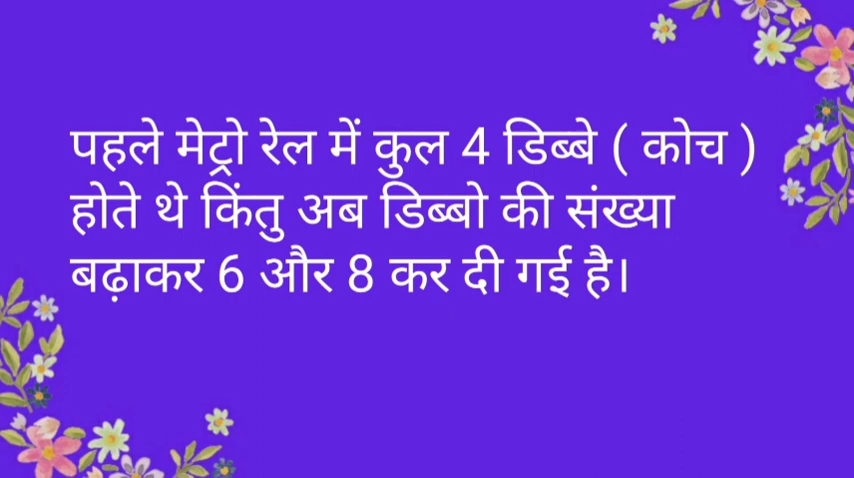 पहले मेट्रो रेल में कुल 4 डिब्बे ( कोच )
होते थे किंतु अब डिब्बो की संख्या
बढ़ाकर 6 और 8 कर दी गई है।